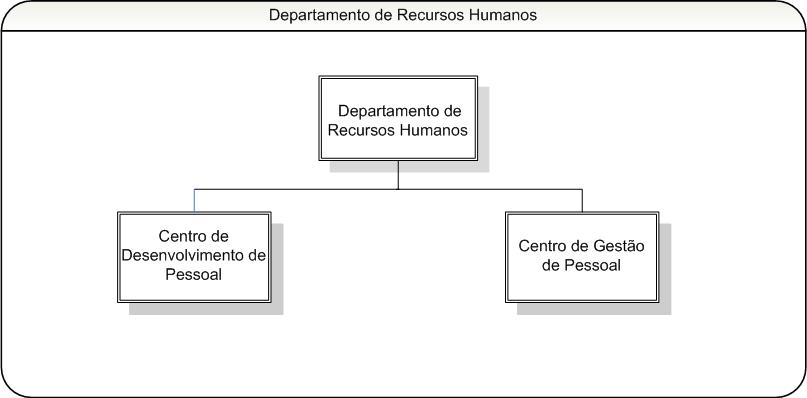 Departamento de Recursos Humanos
Departamento de
Recursos Humanos
Centro de
Desenvolvimento de
Pessoal
Centro de Gestão
de Pessoal